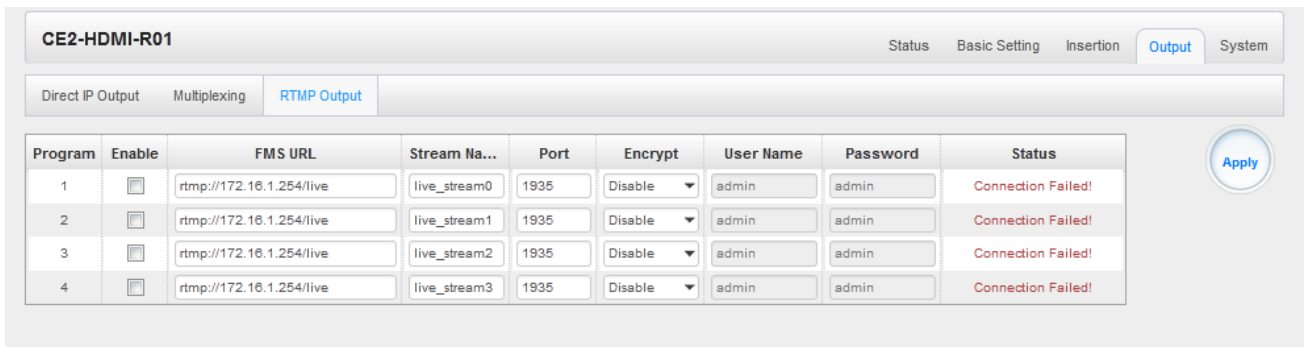 CE2-HDMI-R01
Status Basic Setting Insertion Output System
Direct IP Output Multiplexing RTMP Output
Program Enable FMS URL Stream Na... Port Encrypt User Name Password Status
Apply
1 rtmp://172.16.1.254/live live_stream0 1935 Disable admin admin Connection Failed!
2 rtmp://172.16.1.254/live live_stream1 1935 Disable admin admin Connection Failed!
3 rtmp://172.16.1.254/live live_stream2 1935 Disable admin admin Connection Failed!
4 rtmp://172.16.1.254/live live_stream3 1935 Disable admin admin Connection Failed!